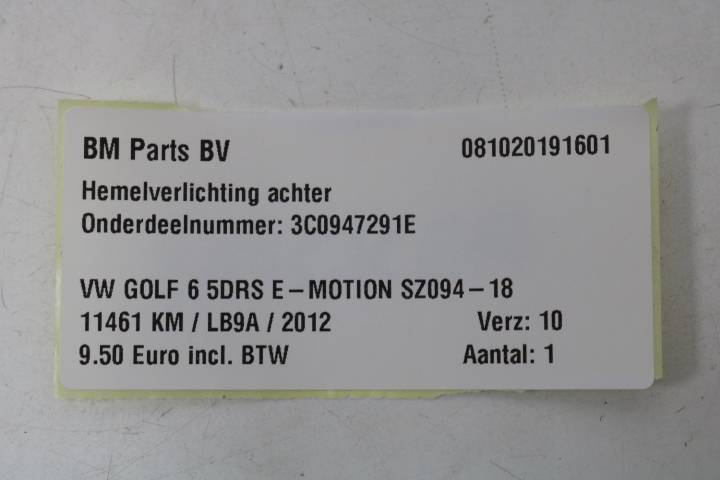 BM Parts BV 081020191601
Hemelverlichting achter
Onderdeelnummer: 3C0947291E
VW GOLF 6 5DRS E-MOTION SZ094-18
11461 KM / LB9A / 2012 Verz: 10
9.50 Euro incl. BTW Aantal: 1